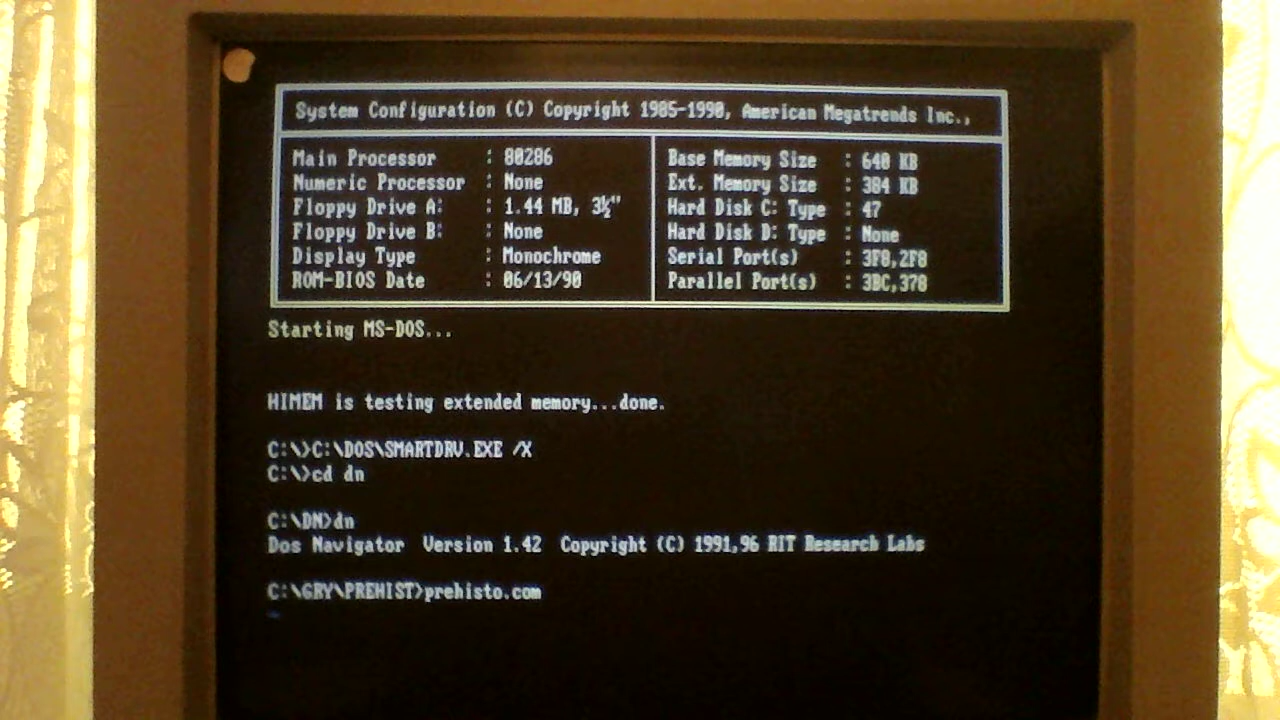 System Configuration (C) Copyright 1985-1990, American Megatrends Inc.,
Main Processor : 80286 Base Memory Size : 640 KB
Numeric Processor : None Ext. Memory Size : 384 KB
Floppy Drive A: : 1.44 MB, 3½" Hard Disk C: Type : 47
Floppy Drive B: : None Hard Disk D: Type : None
Display Type : Monochrome Serial Port(s) : 3F8,2F8
ROM-BIOS Date : 06/13/90 Parallel Port(s) : 3BC,378
Starting MS-DOS...
HIMEM is testing extended memory...done.
C:\>C:\DOS\SMARTDRV.EXE /X
C:\>cd dn
C:\DN>dn
Dos Navigator Version 1.42 Copyright (C) 1991,96 RIT Research Labs
C:\GRY\PREHIST>prehisto.com